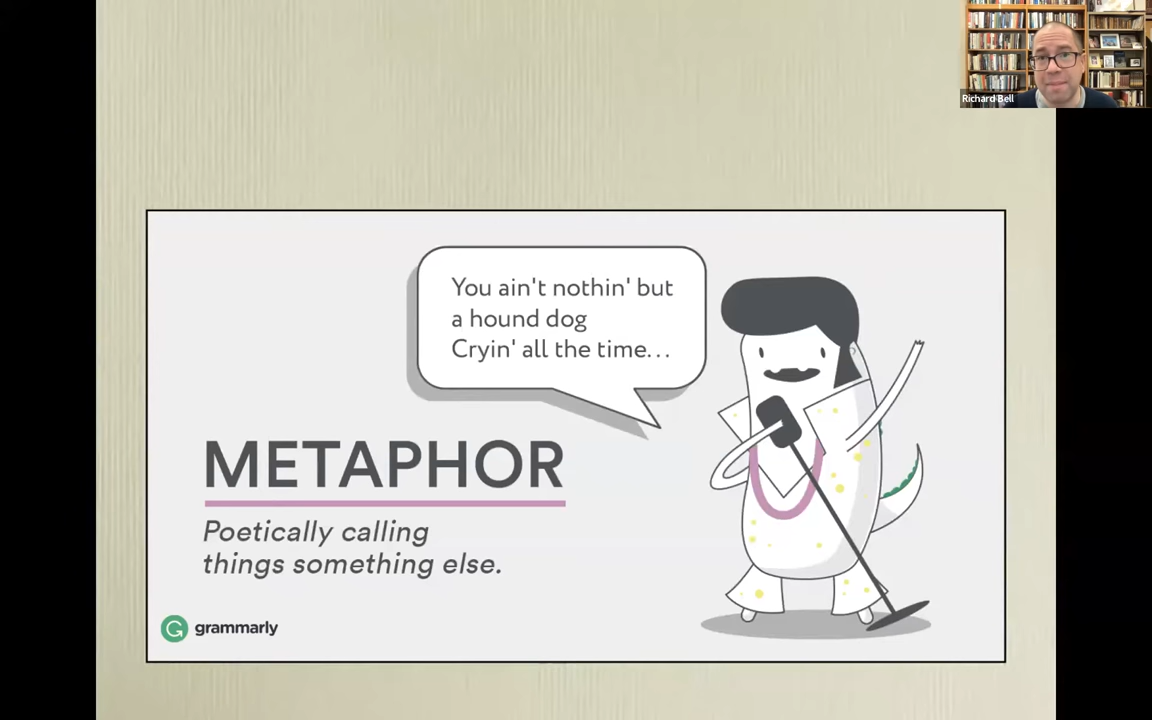 Richard Bell
You ain't nothin' but
a hound dog
Cryin' all the time...
METAPHOR
Poetically calling
things something else.
G grammarly